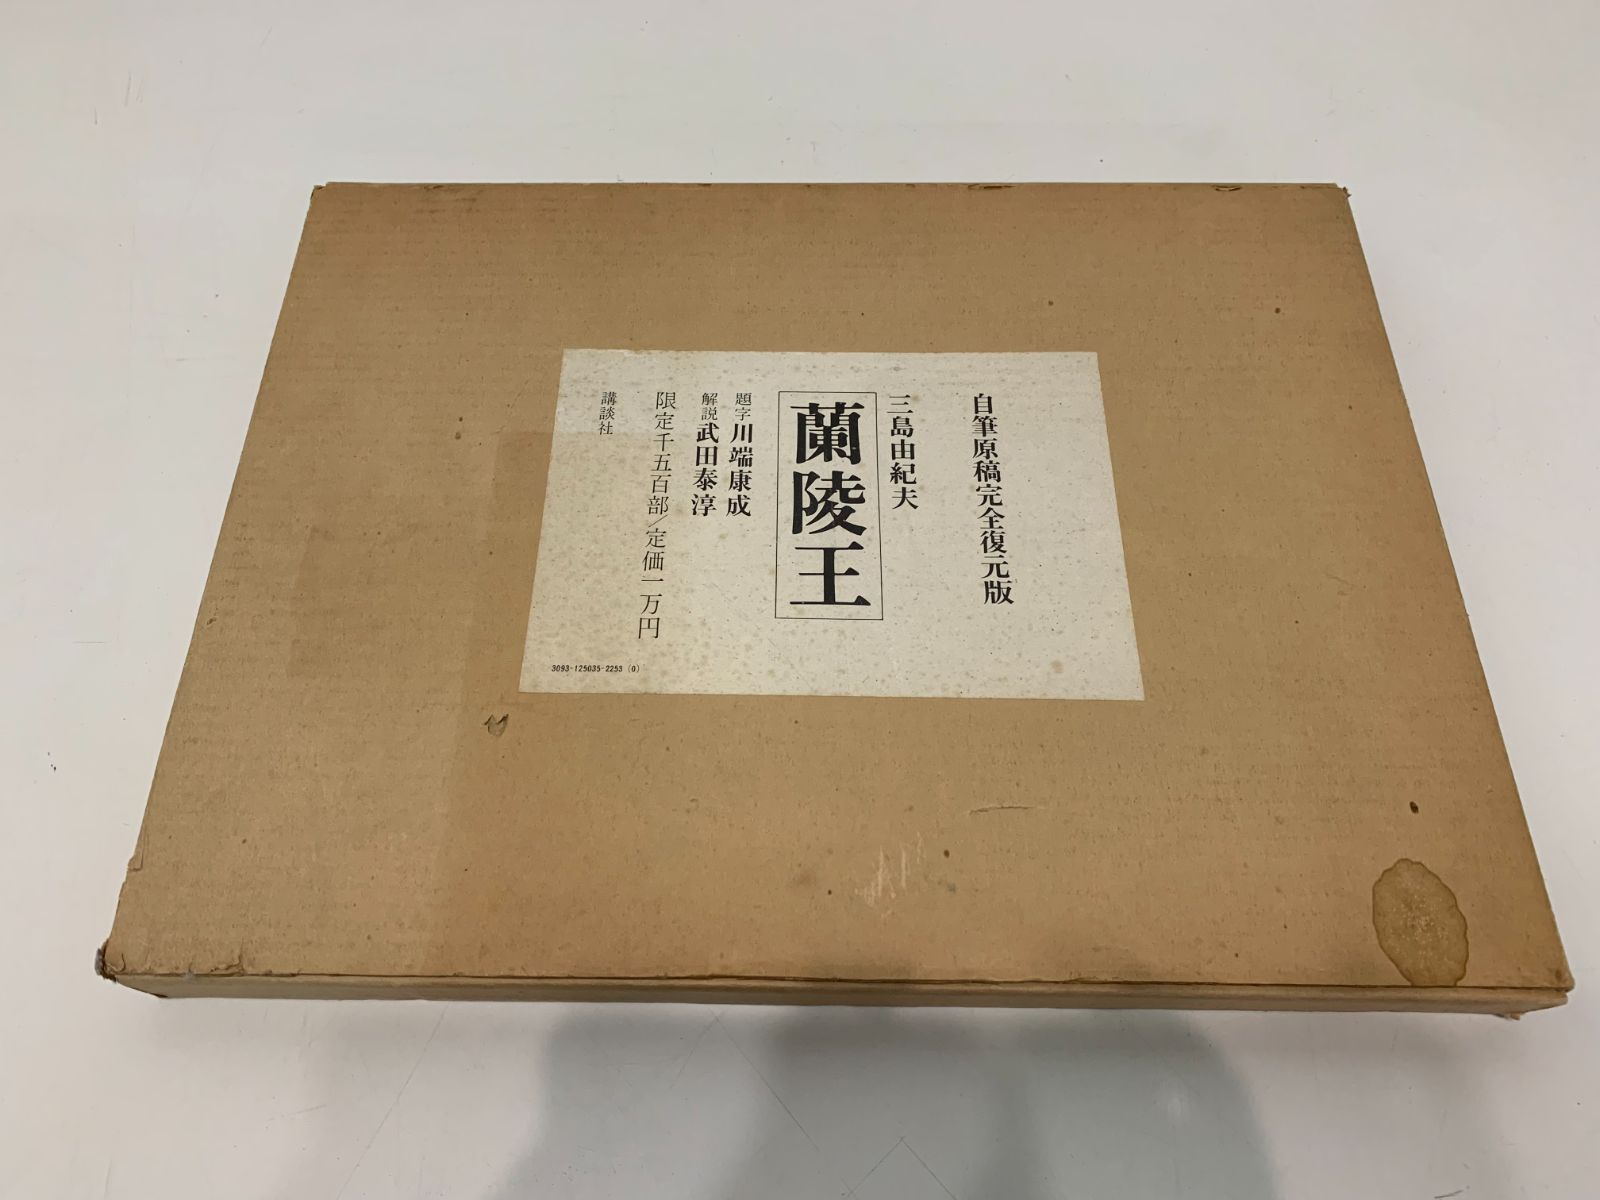 自筆原稿完全復元版
三島由紀夫
蘭陵王
題字 川端康成
解説 武田泰淳
限定千五百部／定価一万円
講談社
3093-125035-2253 (0)